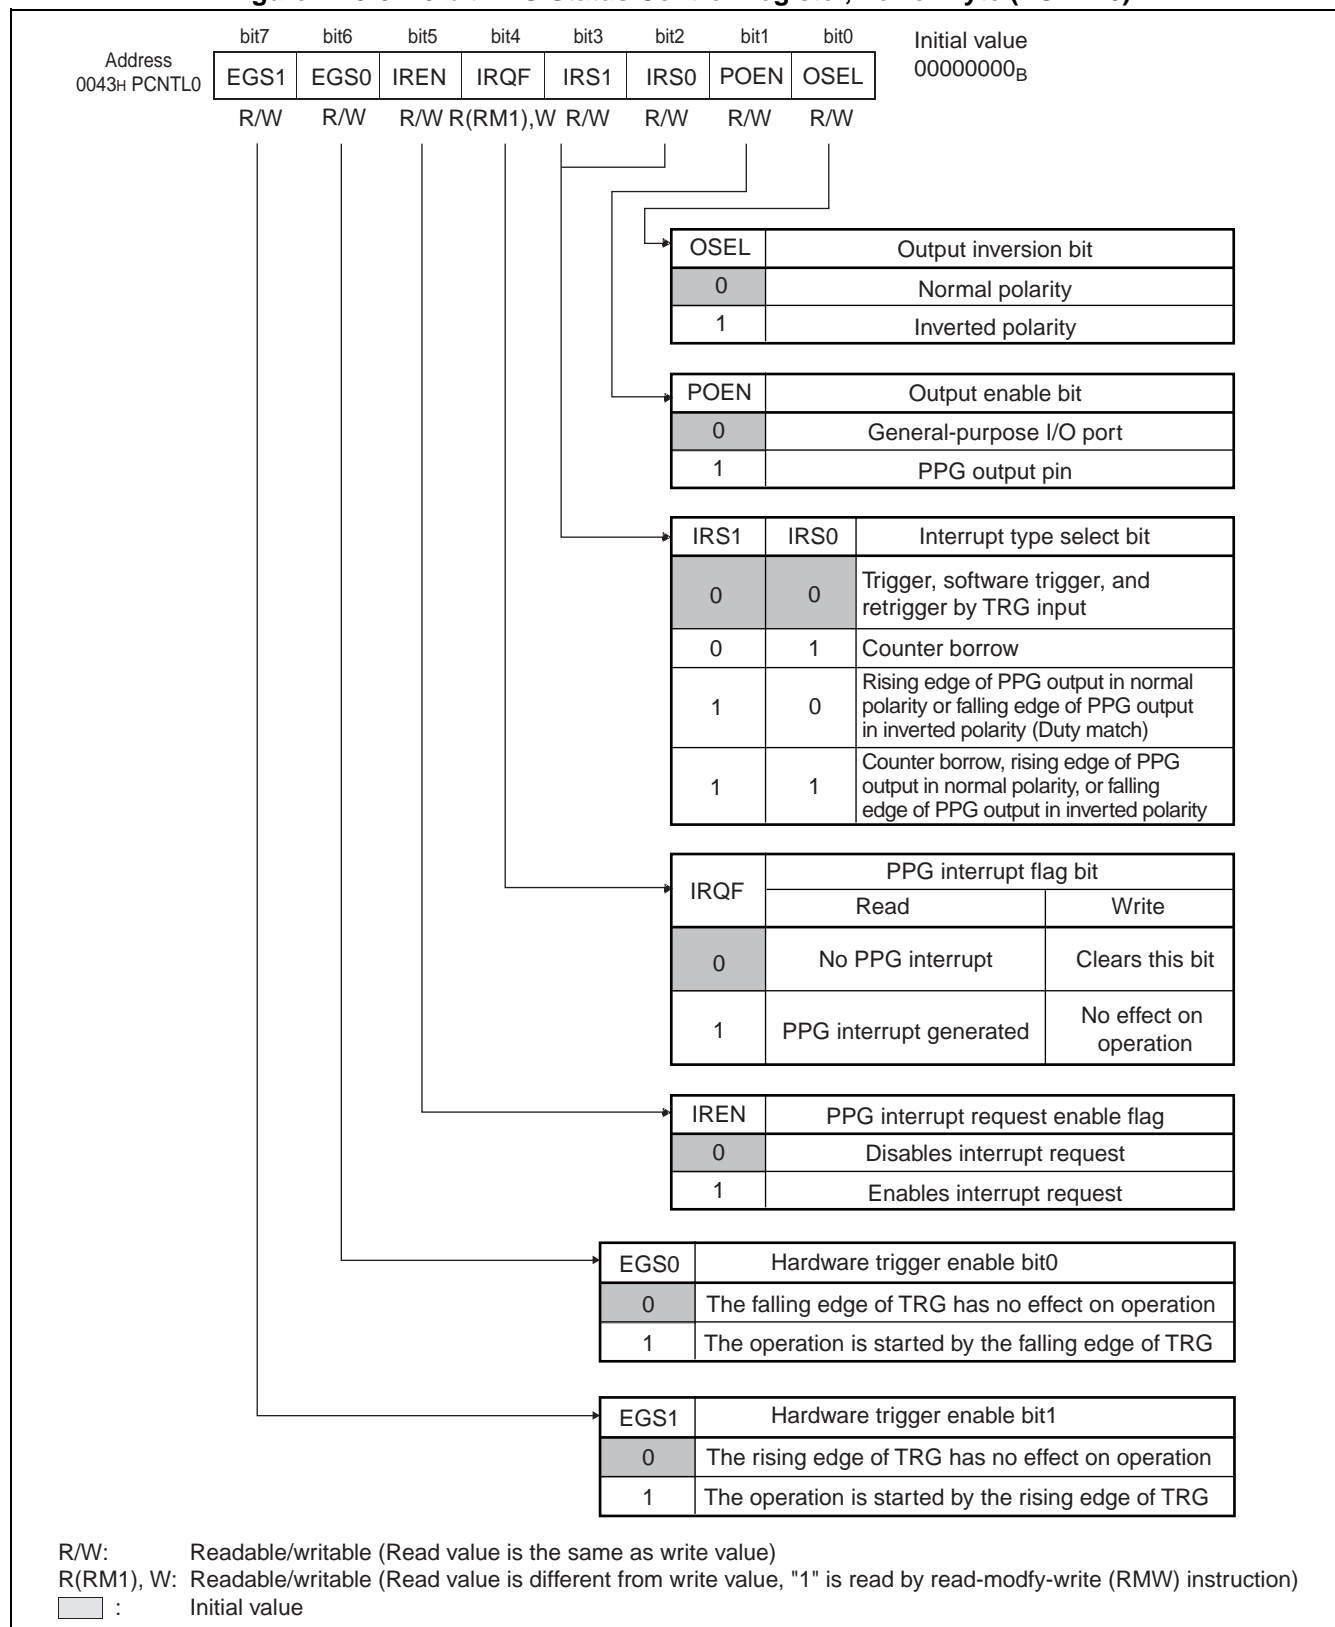 bit7 bit6 bit5 bit4 bit3 bit2 bit1 bit0 Initial value
Address
0043H PCNTL0 EGS1 EGS0 IREN IRQF IRS1 IRS0 POEN OSEL 00000000B
R/W R/W R/W R(RM1),W R/W R/W R/W R/W
OSEL Output inversion bit
0 Normal polarity
1 Inverted polarity
POEN Output enable bit
0 General-purpose I/O port
1 PPG output pin
IRS1 IRS0 Interrupt type select bit
0 0 Trigger, software trigger, and
retrigger by TRG input
0 1 Counter borrow
1 0 Rising edge of PPG output in normal
polarity or falling edge of PPG output
in inverted polarity (Duty match)
1 1 Counter borrow, rising edge of PPG
output in normal polarity, or falling
edge of PPG output in inverted polarity
IRQF PPG interrupt flag bit
Read Write
0 No PPG interrupt Clears this bit
1 PPG interrupt generated No effect on
operation
IREN PPG interrupt request enable flag
0 Disables interrupt request
1 Enables interrupt request
EGS0 Hardware trigger enable bit0
0 The falling edge of TRG has no effect on operation
1 The operation is started by the falling edge of TRG
EGS1 Hardware trigger enable bit1
0 The rising edge of TRG has no effect on operation
1 The operation is started by the rising edge of TRG
R/W: Readable/writable (Read value is the same as write value)
R(RM1), W: Readable/writable (Read value is different from write value, "1" is read by read-modfy-write (RMW) instruction)
: Initial value